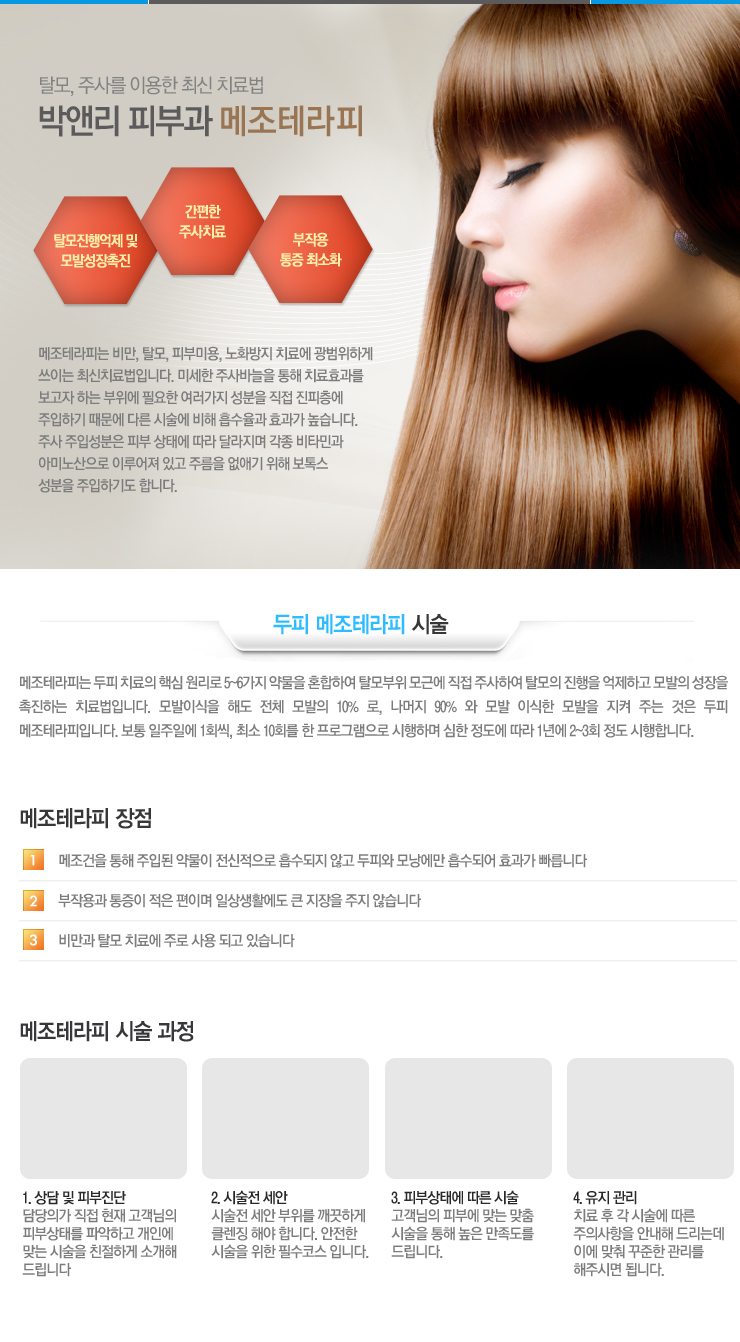 탈모, 주사를 이용한 최신 치료법
박앤리 피부과 메조테라피
탈모진행억제 및
모발성장촉진
간편한
주사치료
부작용
통증 최소화
메조테라피는 비만, 탈모, 피부미용, 노화방지 치료에 광범위하게
쓰이는 최신치료법입니다. 미세한 주사바늘을 통해 치료효과를
보고자 하는 부위에 필요한 여러가지 성분을 직접 진피층에
주입하기 때문에 다른 시술에 비해 흡수율과 효과가 높습니다.
주사 주입성분은 피부 상태에 따라 달라지며 각종 비타민과
아미노산으로 이루어져 있고 주름을 없애기 위해 보톡스
성분을 주입하기도 합니다.
두피 메조테라피 시술
메조테라피는 두피 치료의 핵심 원리로 5~6가지 약물을 혼합하여 탈모부위 모근에 직접 주사하여 탈모의 진행을 억제하고 모발의 성장을
촉진하는 치료법입니다. 모발이식을 해도 전체 모발의 10% 로, 나머지 90% 와 모발 이식한 모발을 지켜 주는 것은 두피
메조테라피입니다. 보통 일주일에 1회씩, 최소 10회를 한 프로그램으로 시행하며 심한 정도에 따라 1년에 2~3회 정도 시행합니다.
메조테라피 장점
1 메조건을 통해 주입된 약물이 전신적으로 흡수되지 않고 두피와 모낭에만 흡수되어 효과가 빠릅니다
2 부작용과 통증이 적은 편이며 일상생활에도 큰 지장을 주지 않습니다
3 비만과 탈모 치료에 주로 사용 되고 있습니다
메조테라피 시술 과정
1. 상담 및 피부진단
담당의가 직접 현재 고객님의
피부상태를 파악하고 개인에
맞는 시술을 친절하게 소개해
드립니다
2. 시술전 세안
시술전 세안 부위를 깨끗하게
클렌징 해야 합니다. 안전한
시술을 위한 필수코스 입니다.
3. 피부상태에 따른 시술
고객님의 피부에 맞는 맞춤
시술을 통해 높은 만족도를
드립니다.
4. 유지 관리
치료 후 각 시술에 따른
주의사항을 안내해 드리는데
이에 맞춰 꾸준한 관리를
해주시면 됩니다.